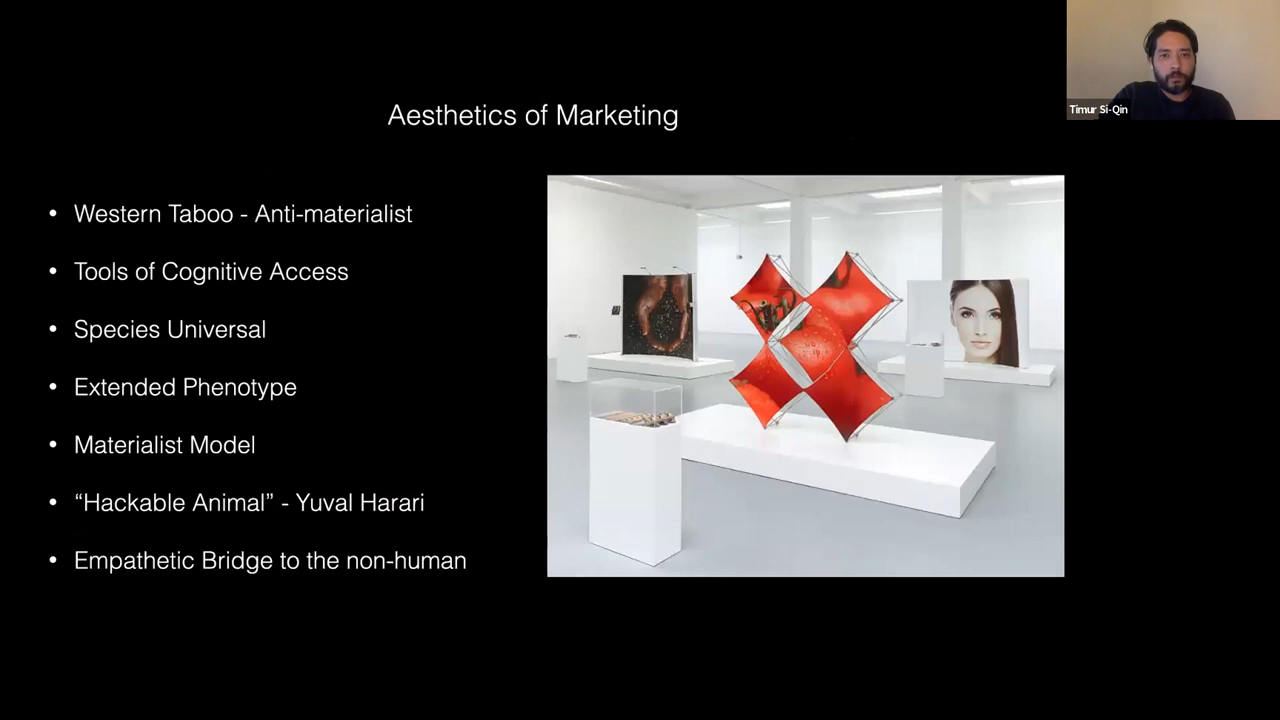 Timur Si-Qin
Aesthetics of Marketing
• Western Taboo - Anti-materialist
• Tools of Cognitive Access
• Species Universal
• Extended Phenotype
• Materialist Model
• “Hackable Animal” - Yuval Harari
• Empathetic Bridge to the non-human